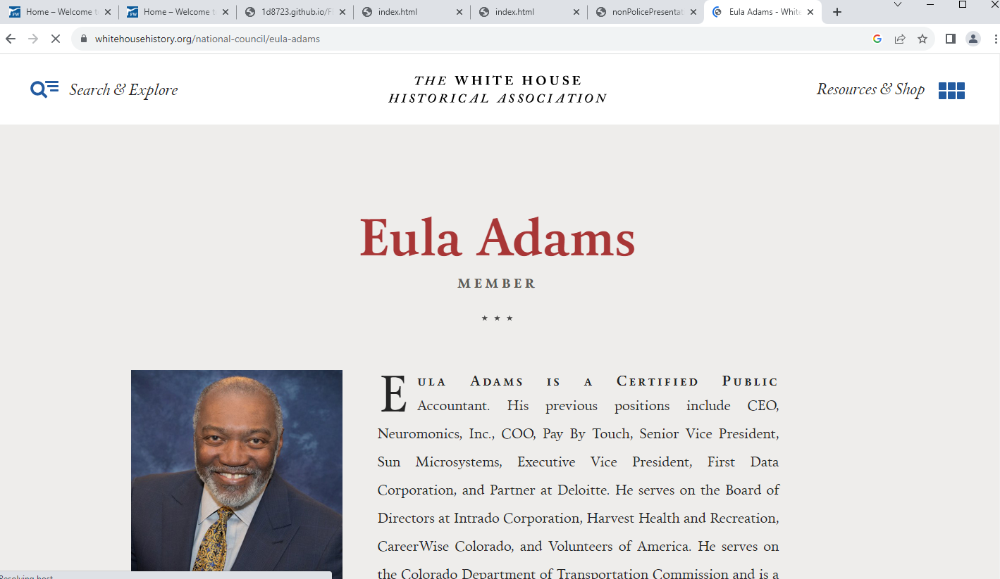 Home – Welcome t
Home – Welcome t
1d8723.github.io/Fl
index.html
index.html
nonPolicePresentat
Eula Adams - White
whitehousehistory.org/national-council/eula-adams
Search & Explore
THE WHITE HOUSE
HISTORICAL ASSOCIATION
Resources & Shop
Eula Adams
MEMBER
Eula Adams is a Certified Public
Accountant. His previous positions include CEO,
Neuromonics, Inc., COO, Pay By Touch, Senior Vice President,
Sun Microsystems, Executive Vice President, First Data
Corporation, and Partner at Deloitte. He serves on the Board of
Directors at Intrado Corporation, Harvest Health and Recreation,
CareerWise Colorado, and Volunteers of America. He serves on
the Colorado Department of Transportation Commission and is a
Resolving host